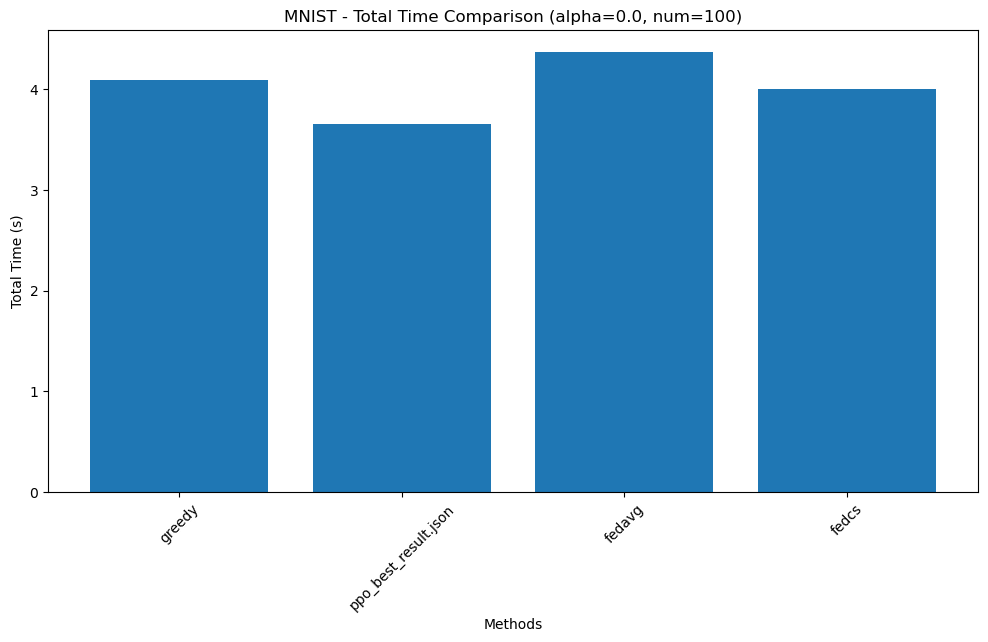 MNIST - Total Time Comparison (alpha=0.0, num=100)
Total Time (s)
4
3
2
1
0
greedy
ppo_best_result.json
fedavg
fedcs
Methods